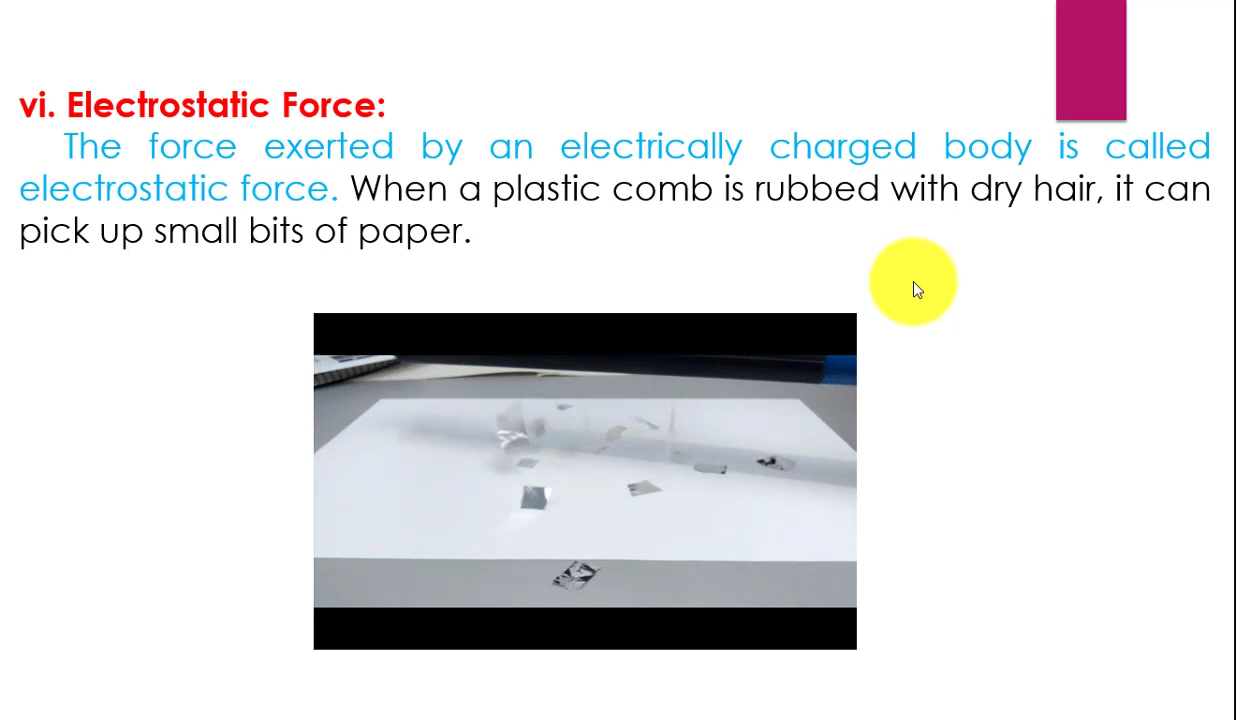 vi. Electrostatic Force:
The force exerted by an electrically charged body is called
electrostatic force. When a plastic comb is rubbed with dry hair, it can
pick up small bits of paper.